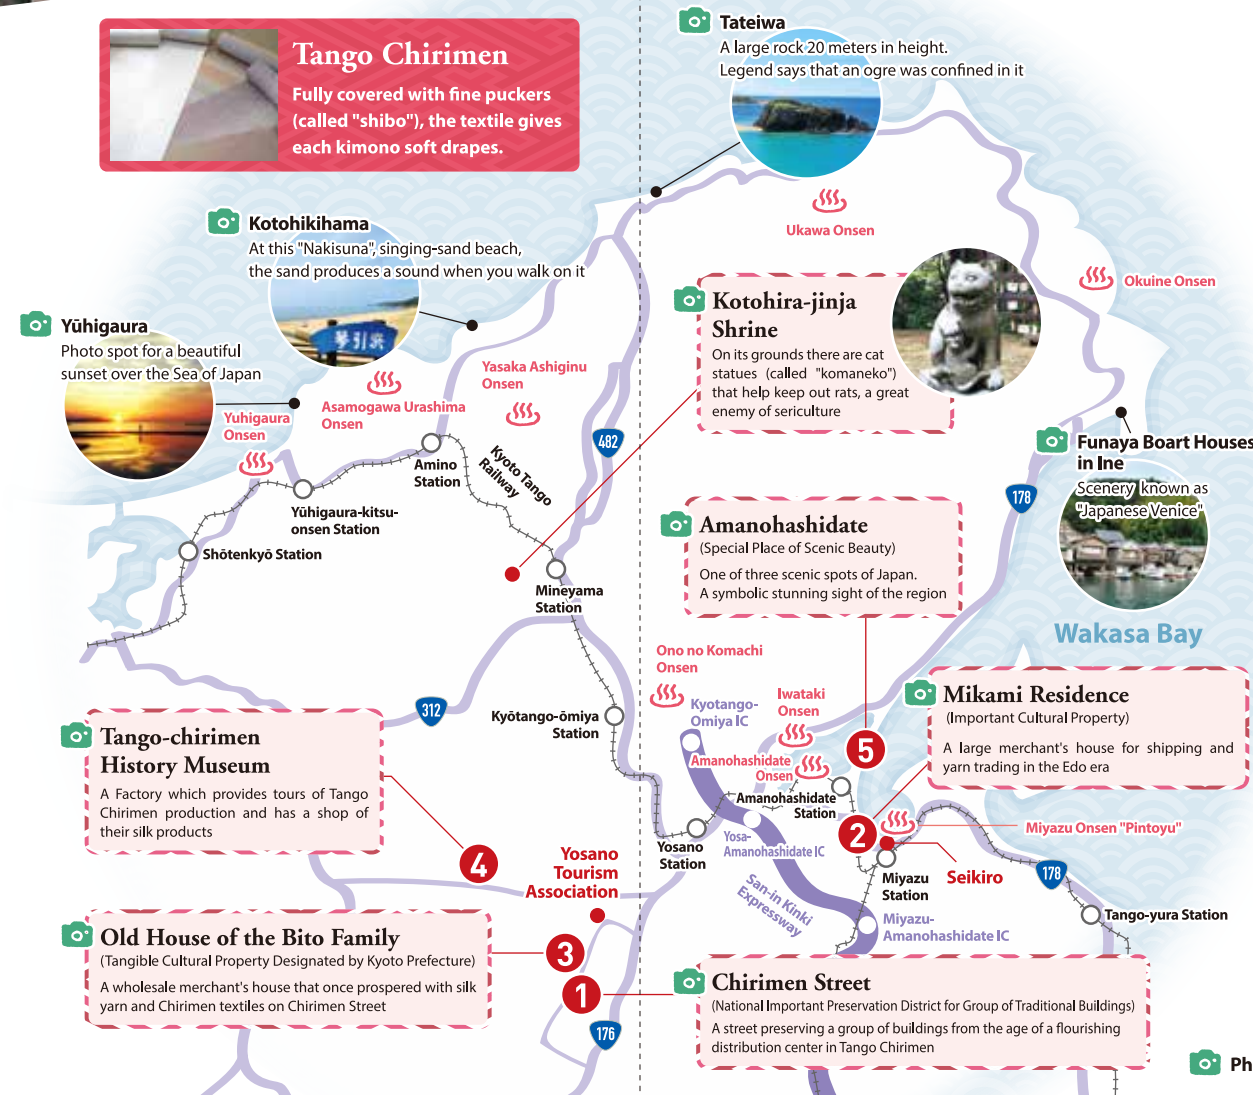 Tango Chirimen
Fully covered with fine puckers
(called "shibo"), the textile gives
each kimono soft drapes.
Tateiwa
A large rock 20 meters in height.
Legend says that an ogre was confined in it
Ukawa Onsen
Okuine Onsen
Kotohikihama
At this "Nakisuna", singing-sand beach,
the sand produces a sound when you walk on it
琴引浜
Yūhigaura
Photo spot for a beautiful
sunset over the Sea of Japan
Yuhigaura
Onsen
Asamogawa Urashima
Onsen
Yasaka Ashiginu
Onsen
482
Kyoto Tango
Railway
Amino
Station
Yūhigaura-kitsu-
onsen Station
Shōtenkyō Station
Mineyama
Station
Kotohira-jinja
Shrine
On its grounds there are cat
statues (called "komaneko")
that help keep out rats, a great
enemy of sericulture
Funaya Boart Houses
in Ine
Scenery known as
"Japanese Venice"
178
Amanohashidate
(Special Place of Scenic Beauty)
One of three scenic spots of Japan.
A symbolic stunning sight of the region
Wakasa Bay
Ono no Komachi
Onsen
Kyotango-
Omiya IC
Iwataki
Onsen
Amanohashidate
Onsen
5
Mikami Residence
(Important Cultural Property)
A large merchant's house for shipping and
yarn trading in the Edo era
312
Kyōtango-ōmiya
Station
Tango-chirimen
History Museum
A Factory which provides tours of Tango
Chirimen production and has a shop of
their silk products
4
Amanohashidate
Station
Yosano
Station
Yosa-
Amanohashidate IC
2
Miyazu Onsen "Pintoyu"
Miyazu
Station
Seikiro
178
Tango-yura Station
San-in Kinki
Expressway
Miyazu-
Amanohashidate IC
Yosano
Tourism
Association
Old House of the Bito Family
(Tangible Cultural Property Designated by Kyoto Prefecture)
A wholesale merchant's house that once prospered with silk
yarn and Chirimen textiles on Chirimen Street
3
1
176
Chirimen Street
(National Important Preservation District for Group of Traditional Buildings)
A street preserving a group of buildings from the age of a flourishing
distribution center in Tango Chirimen
Ph